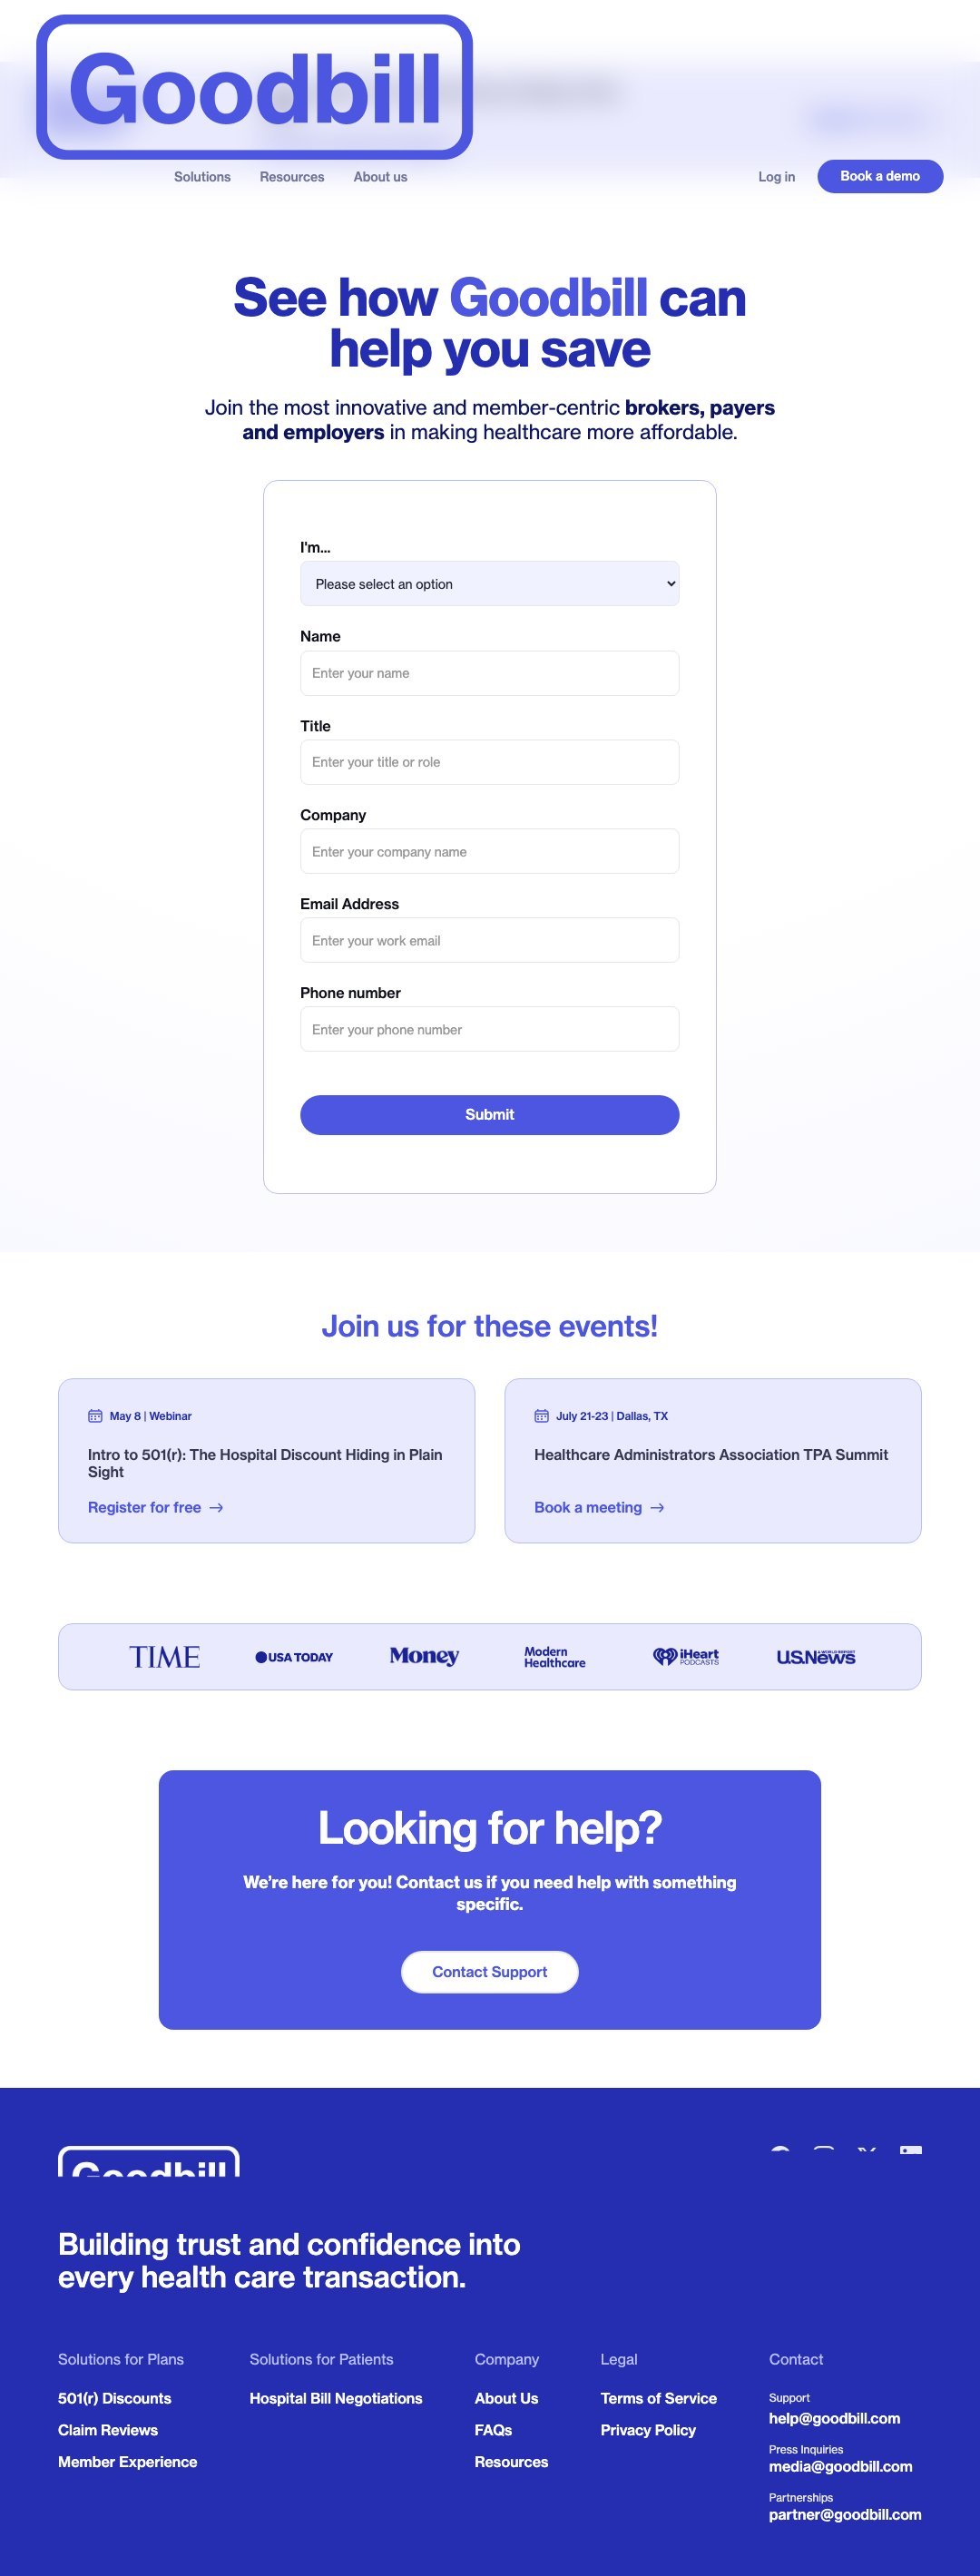 Goodbill
Solutions Resources About us Log in Book a demo
See how Goodbill can
help you save
Join the most innovative and member-centric brokers, payers
and employers in making healthcare more affordable.
I'm...
Please select an option
Name
Enter your name
Title
Enter your title or role
Company
Enter your company name
Email Address
Enter your work email
Phone number
Enter your phone number
Submit
Join us for these events!
May 8 | Webinar
Intro to 501(r): The Hospital Discount Hiding in Plain
Sight
Register for free →
July 21-23 | Dallas, TX
Healthcare Administrators Association TPA Summit
Book a meeting →
TIME
USA TODAY
Money
Modern
Healthcare
iHeart
PODCASTS
U.S.News
Looking for help?
We're here for you! Contact us if you need help with something
specific.
Contact Support
Goodbill
Building trust and confidence into
every health care transaction.
Solutions for Plans
501(r) Discounts
Claim Reviews
Member Experience
Solutions for Patients
Hospital Bill Negotiations
Company
About Us
FAQs
Resources
Legal
Terms of Service
Privacy Policy
Contact
Support
help@goodbill.com
Press Inquiries
media@goodbill.com
Partnerships
partner@goodbill.com